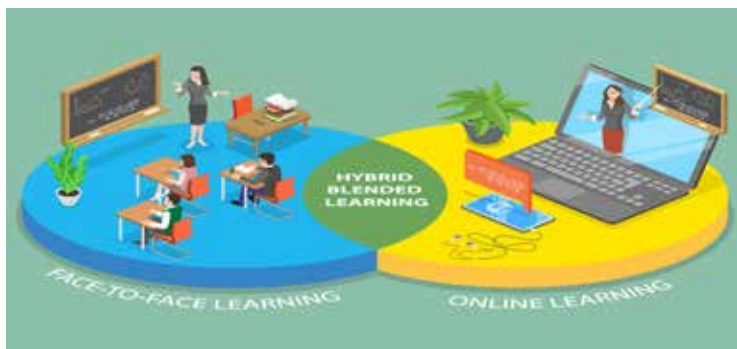 HYBRID
BLENDED
LEARNING
FACE-TO-FACE LEARNING
ONLINE LEARNING